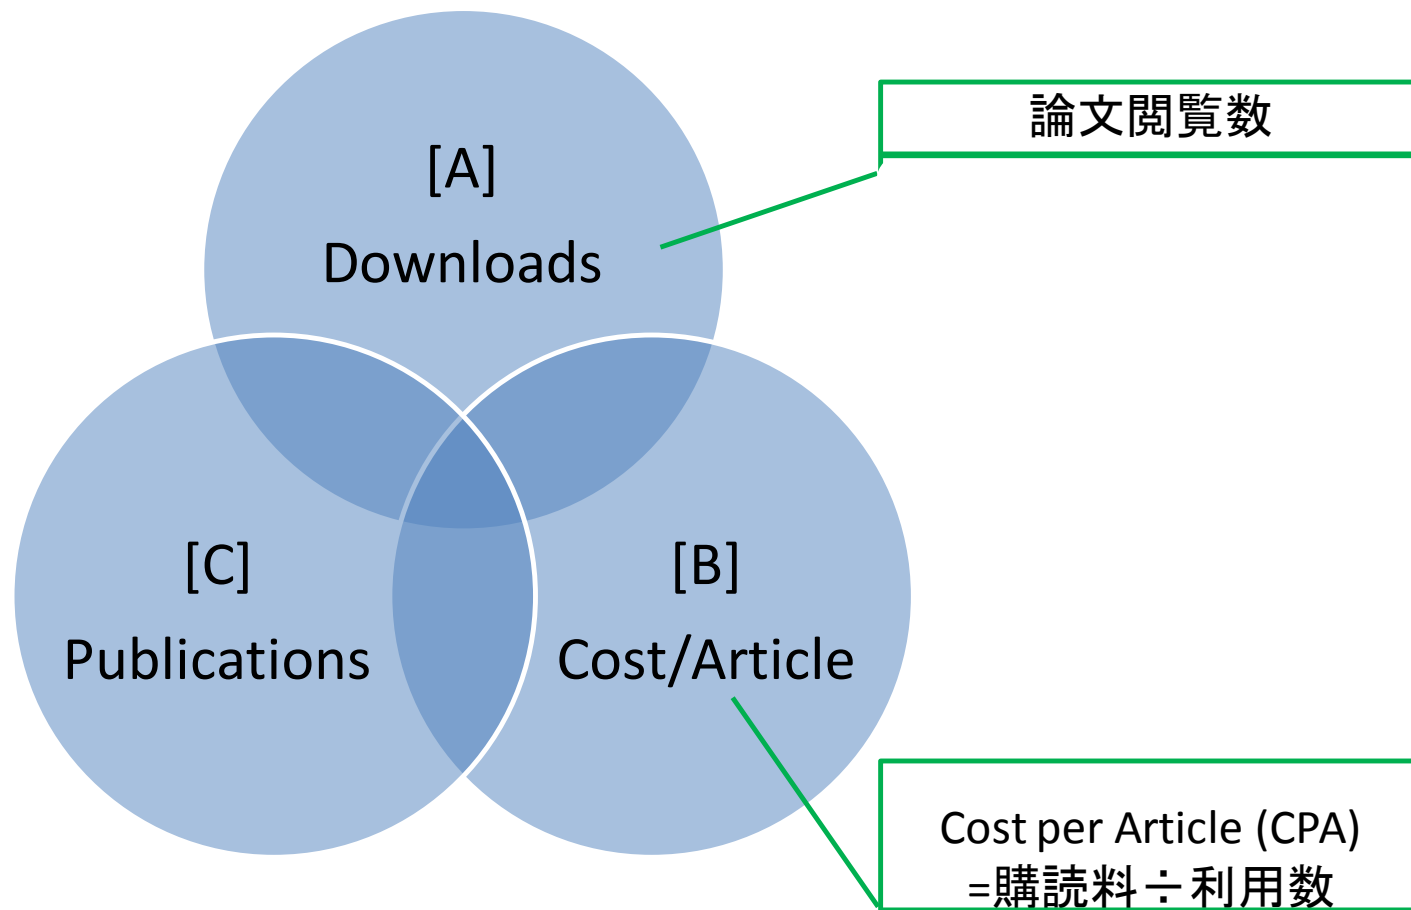 論文閲覧数
[A]
Downloads
[C]
Publications
[B]
Cost/Article
Cost per Article (CPA)
=購読料÷利用数